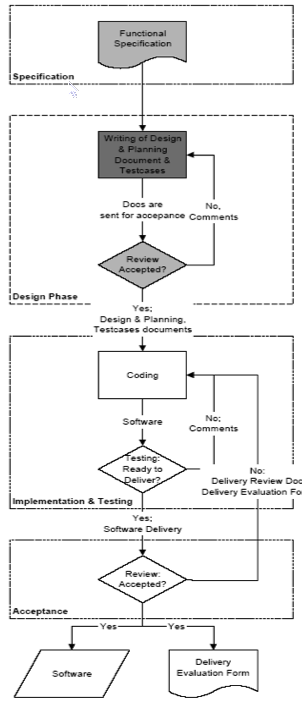 Functional
Specification
Specification
Writing of Design
& Planning
Document &
Testcases
Docs are
sent for accepance
No,
Comments
Review
Accepted?
Design Phase
Yes;
Design & Planning,
Testcases documents
Coding
Software
No;
Comments
Testing:
Ready to
Deliver?
No:
Delivery Review Doc
Delivery Evaluation Fo
Implementation & Testing
Yes;
Software Delivery
Review:
Accepted?
Acceptance
Yes
Yes
Software
Delivery
Evaluation Form